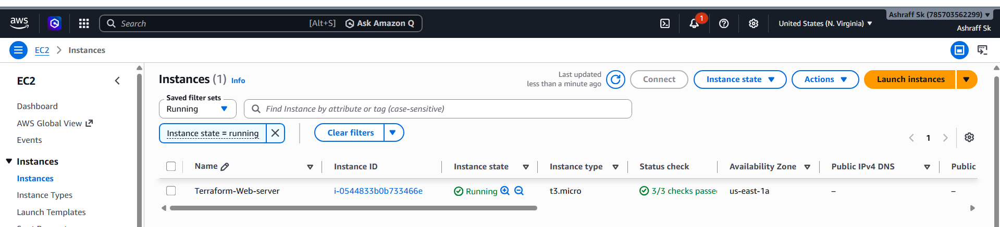 aws
Search [Alt+S] Ask Amazon Q
1
United States (N. Virginia)
Ashraff Sk (785703562299)
Ashraff Sk
EC2 Instances
EC2
Dashboard
AWS Global View
Events
Instances
Instances
Instance Types
Launch Templates
Instances (1) Info
Last updated
less than a minute ago
Connect Instance state Actions Launch instances
Saved filter sets
Running
Find Instance by attribute or tag (case-sensitive)
Instance state = running
Clear filters
1
Name Instance ID Instance state Instance type Status check Availability Zone Public IPv4 DNS Public
Terraform-Web-server i-0544833b0b733466e Running t3.micro 3/3 checks passe us-east-1a – –